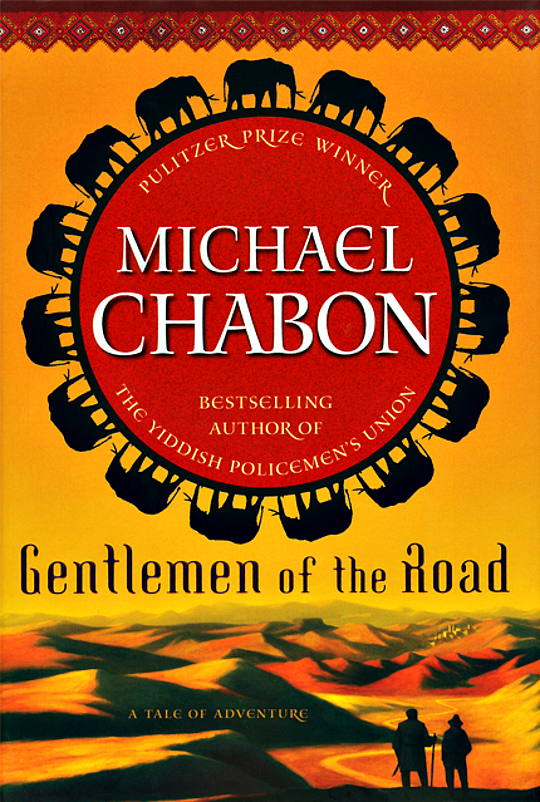 PULITZER PRIZE WINNER
MICHAEL
CHABON
BESTSELLING
AUTHOR OF
THE YIDDISH POLICEMEN'S UNION
Gentlemen of the Road
A TALE OF ADVENTURE